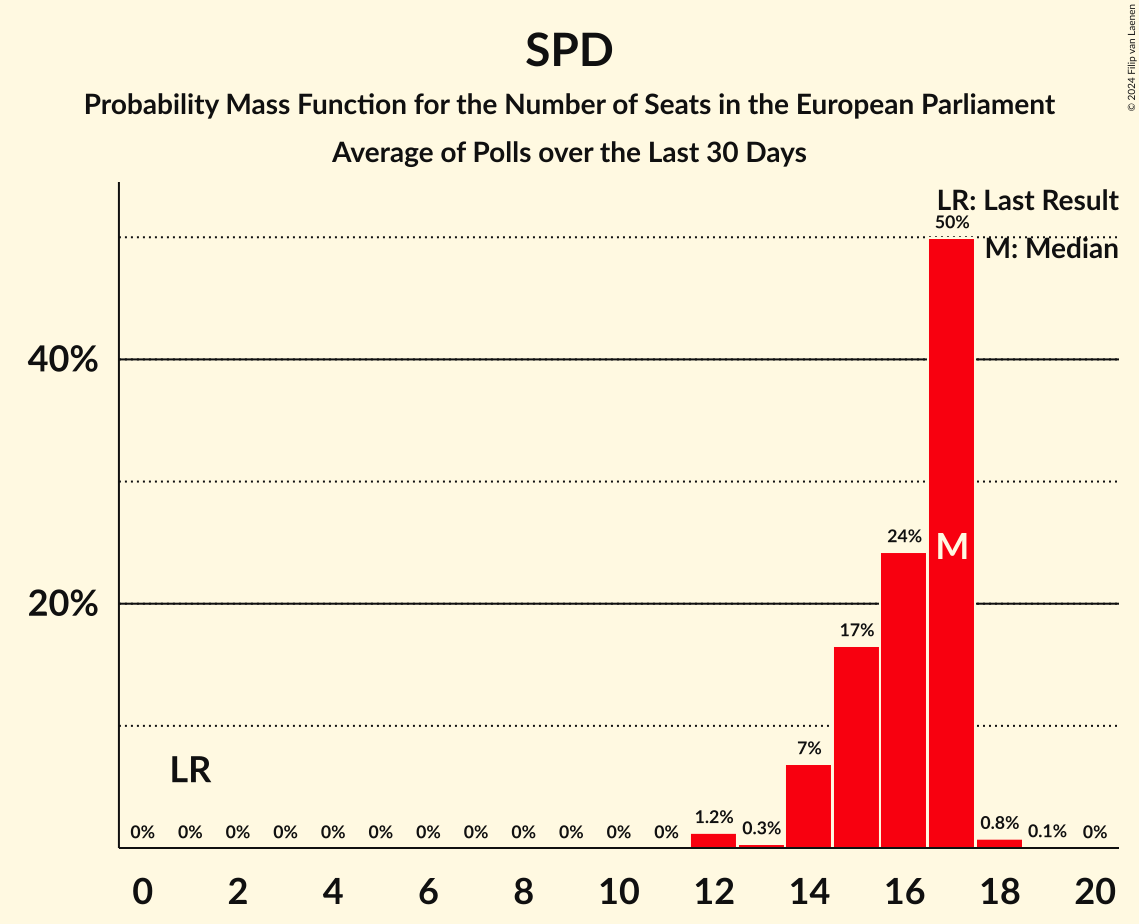 SPD
Probability Mass Function for the Number of Seats in the European Parliament
Average of Polls over the Last 30 Days
© 2024 Filip van Laenen
LR: Last Result
M: Median
50%
40%
24%
M
20%
17%
7%
LR
0% 0% 0% 0% 0% 0% 0% 0% 0% 0% 0% 0% 1.2% 0.3% 0.8% 0.1% 0%
0 2 4 6 8 10 12 14 16 18 20